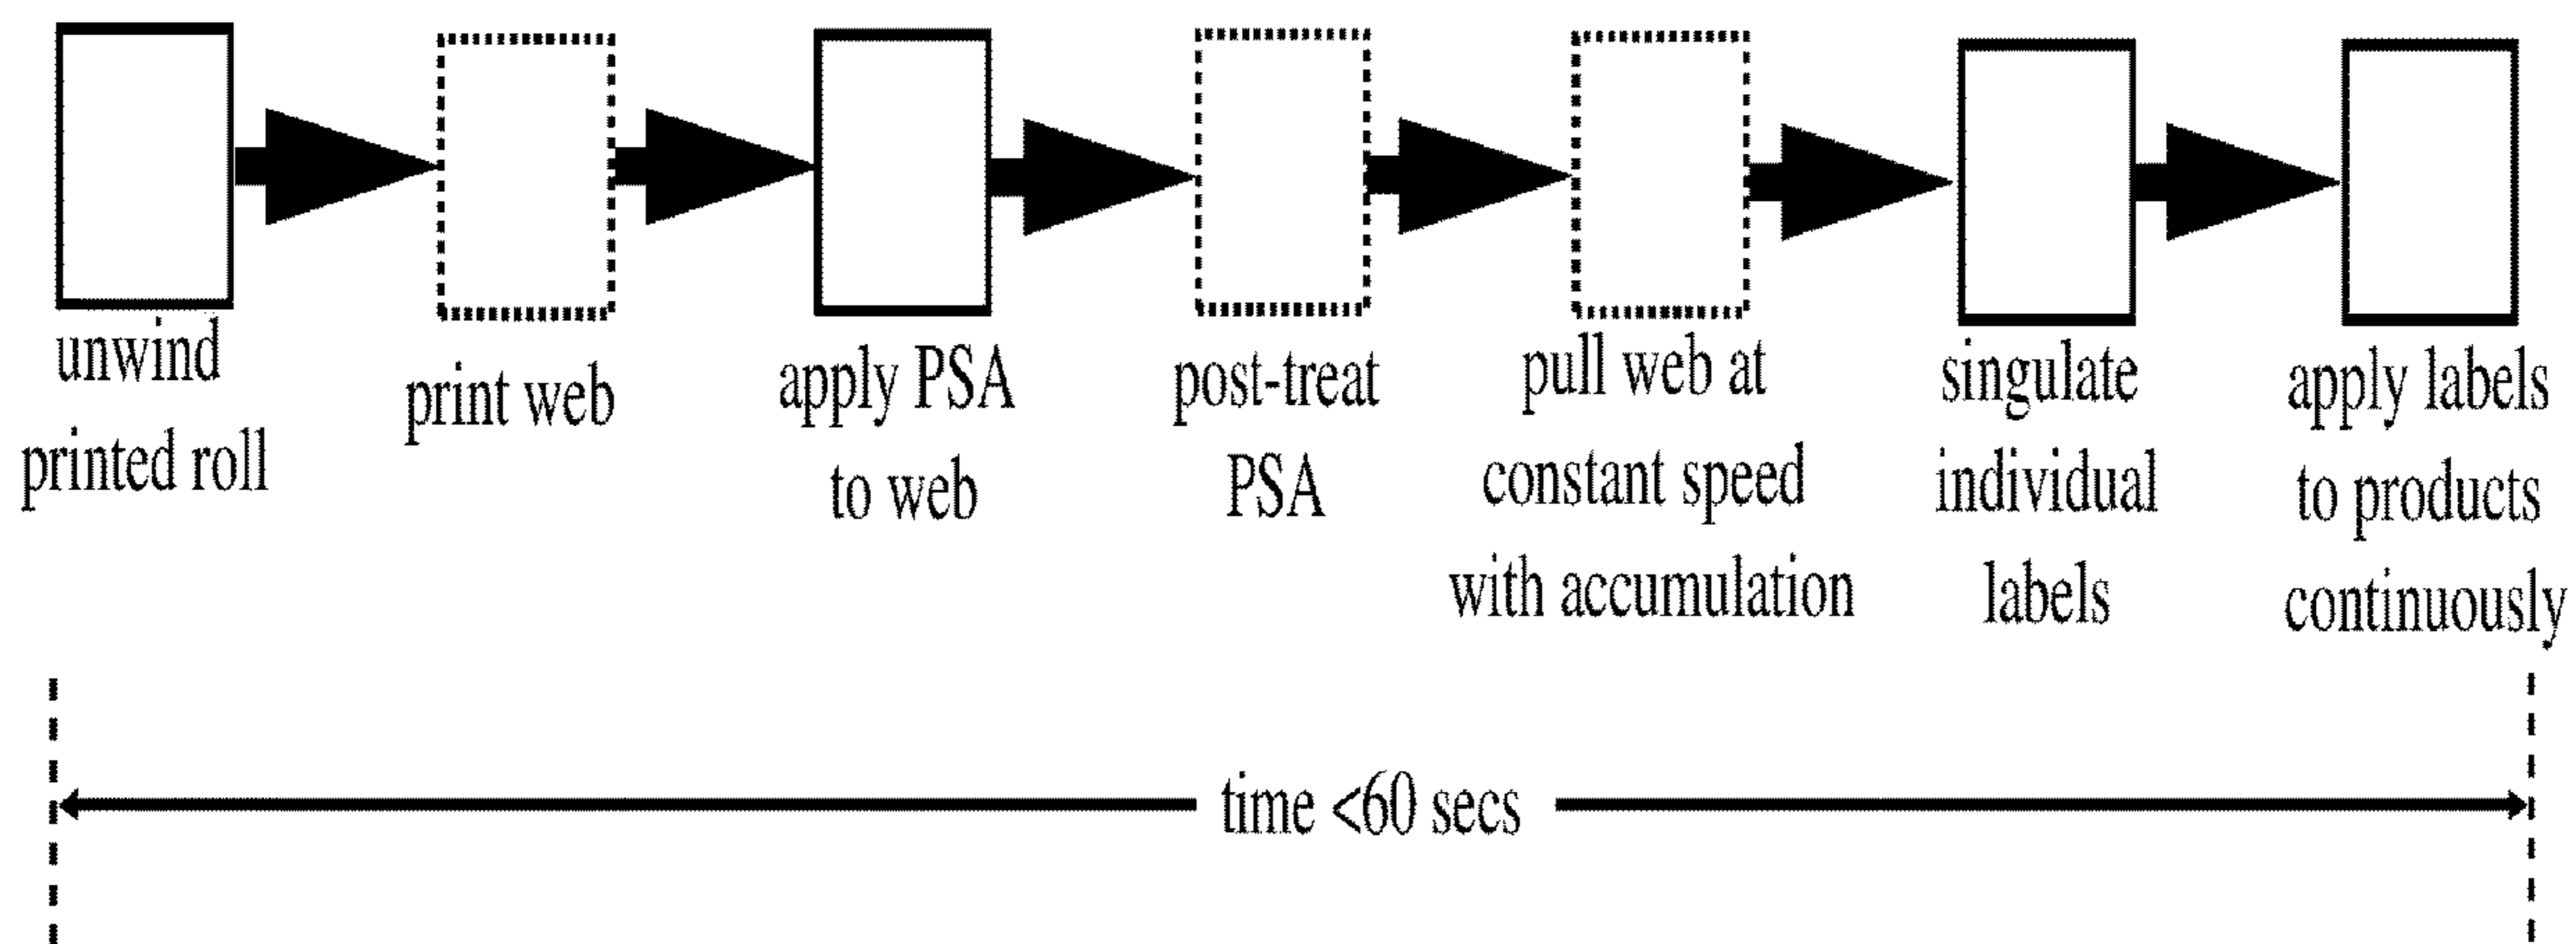 unwind
printed roll
print web
apply PSA
to web
post-treat
PSA
pull web at
constant speed
with accumulation
singulate
individual
labels
apply labels
to products
continuously
time <60 secs